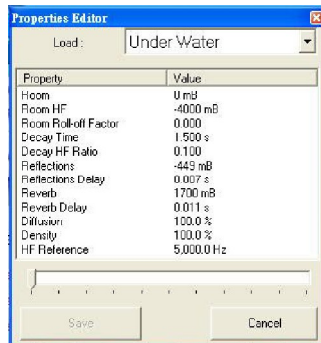 Properties Editor
Load : Under Water
Property Value
Room 0 mB
Room HF -4000 mB
Room Roll-off Factor 0.000
Decay Time 1.500 s
Decay HF Ratio 0.100
Reflections -449 mB
Reflections Delay 0.007 s
Reverb 1700 mB
Reverb Delay 0.011 s
Diffusion 100.0 %
Density 100.0 %
HF Reference 5,000.0 Hz
Save Cancel